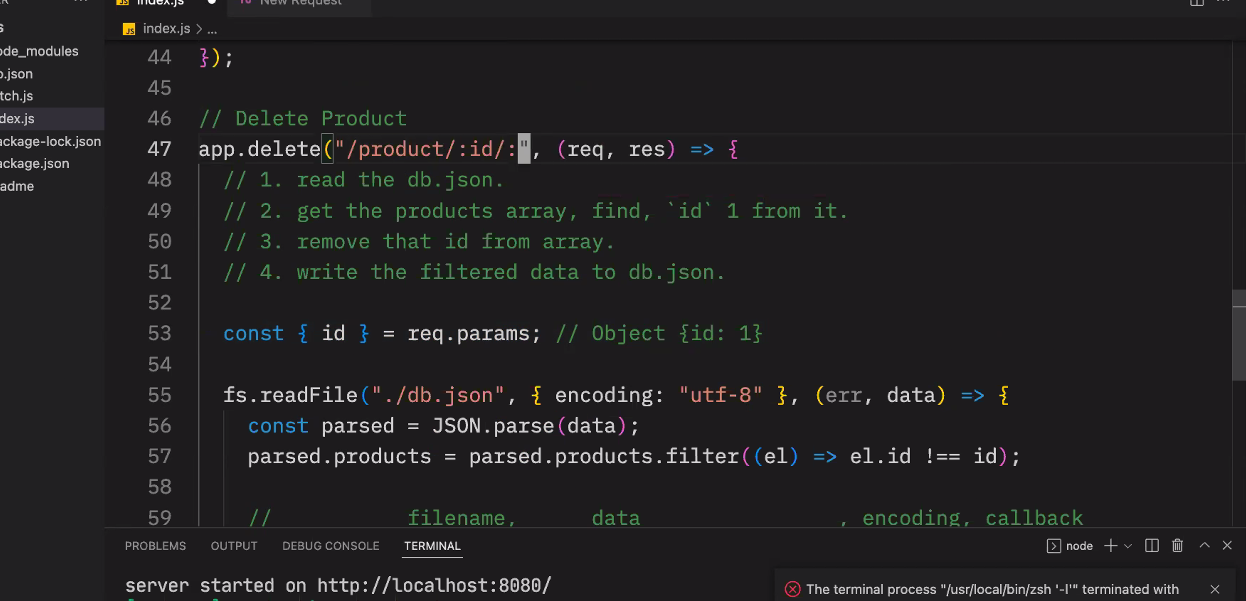 index.js
New Request
index.js > ...
ode_modules
o.json
tch.js
dex.js
ackage-lock.json
ackage.json
adme
44 });
45
46 // Delete Product
47 app.delete("/product/:id/:", (req, res) => {
48 // 1. read the db.json.
49 // 2. get the products array, find, `id` 1 from it.
50 // 3. remove that id from array.
51 // 4. write the filtered data to db.json.
52
53 const { id } = req.params; // Object {id: 1}
54
55 fs.readFile("./db.json", { encoding: "utf-8" }, (err, data) => {
56 const parsed = JSON.parse(data);
57 parsed.products = parsed.products.filter((el) => el.id !== id);
58
59 // filename, data , encoding, callback
PROBLEMS OUTPUT DEBUG CONSOLE TERMINAL node
server started on http://localhost:8080/
The terminal process "/usr/local/bin/zsh '-l'" terminated with